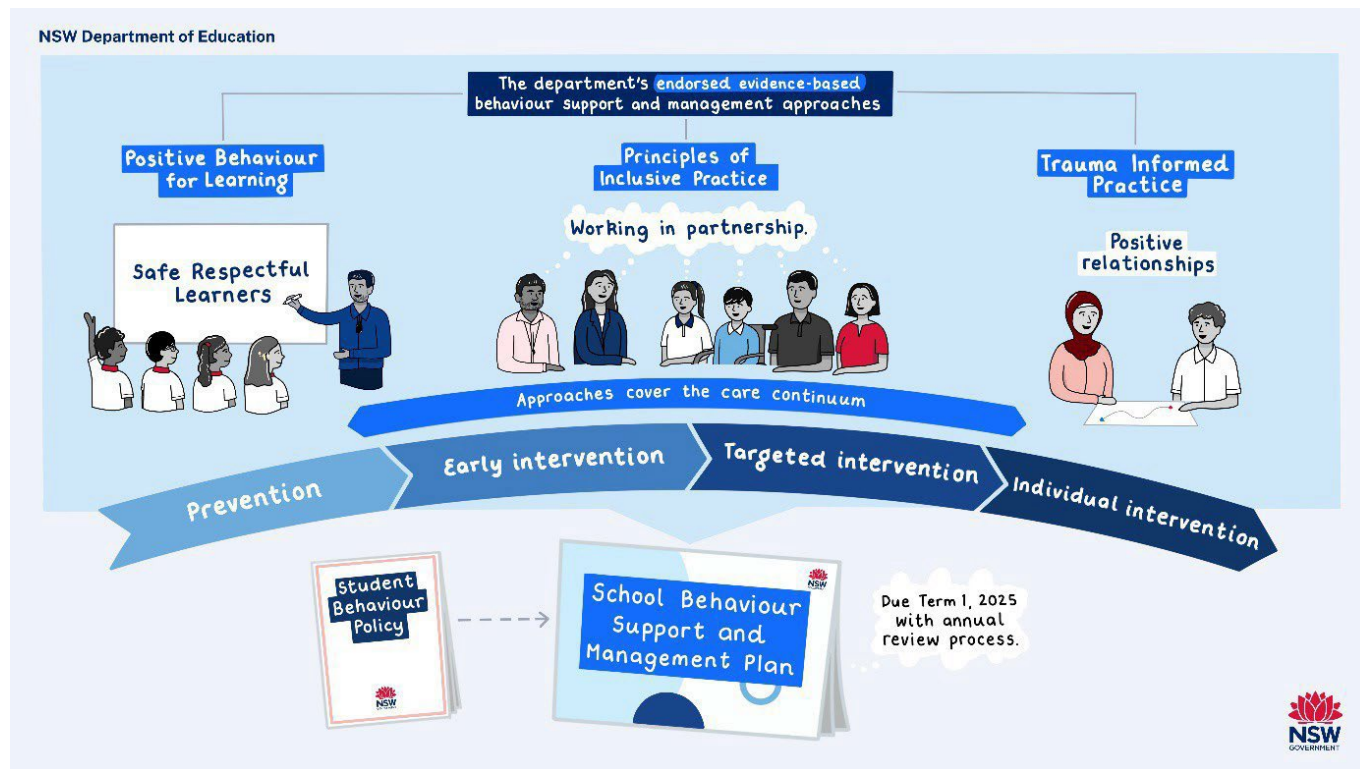 NSW Department of Education
The department's endorsed evidence-based
behaviour support and management approaches
Positive Behaviour
for Learning
Principles of
Inclusive Practice
Trauma Informed
Practice
Working in partnership.
Positive
relationships
Safe Respectful
Learners
Approaches cover the care continuum
Prevention
Early intervention
Targeted intervention
Individual intervention
Student
Behaviour
Policy
NSW
School Behaviour
Support and
Management Plan
NSW
Due Term 1, 2025
with annual
review process.
NSW
GOVERNMENT